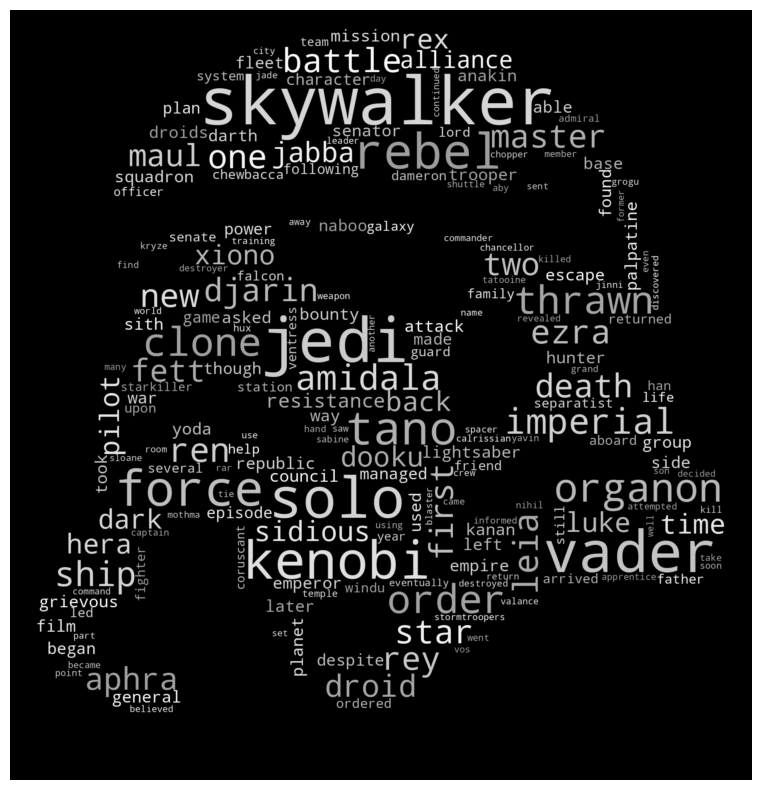 team mission rex
city
fleet battle alliance
system jade character day continued anakin
skywalker able
plan admiral
droids darth senator leader lord master
maul one jabba rebel chopper member base
squadron chewbacca following dameron trooper found grogu
officer shuttle aby sent former
palpatine
away naboo galaxy
senate power commander
kryze training chancellor even
xiono two killed
find destroyer falcon tatooine escape jinni discovered
new djarin weapon family thrawn
world game asked bounty name revealed returned
sith hux ventress another attack ezra
clone jedi made guard hunter
many fett though station amidala grand
starkiller death han
war resistance back separatist life
upon pilot way imperial
yoda hand saw tano spacer calrissian yavin aboard group
ren use help sabine lightsaber
room dooku friend side
took sloane several republic council managed crew son decided
force rar tie solo used first came organon
mothma episode blaster nihil attempted kill
dark sidious using kanan informed still luke well time
captain year left leia
hera coruscant kenobi vader
ship fighter empire return take
command emperor temple windu eventually destroyed arrived apprentice father soon
grievous led later order valance
film part set stormtroopers
began planet star went
became despite rey vos
point aphra droid
general ordered
believed